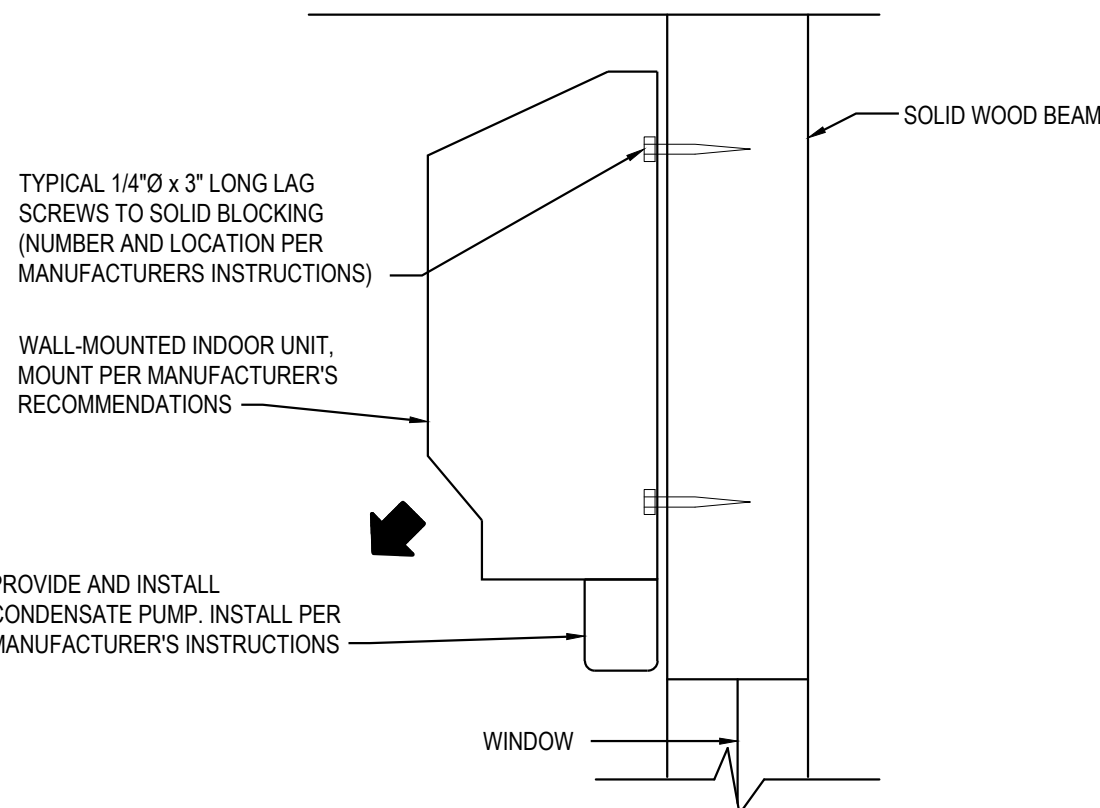 SOLID WOOD BEAM
TYPICAL 1/4"Ø x 3" LONG LAG
SCREWS TO SOLID BLOCKING
(NUMBER AND LOCATION PER
MANUFACTURERS INSTRUCTIONS)
WALL-MOUNTED INDOOR UNIT,
MOUNT PER MANUFACTURER'S
RECOMMENDATIONS
PROVIDE AND INSTALL
CONDENSATE PUMP. INSTALL PER
MANUFACTURER'S INSTRUCTIONS
WINDOW